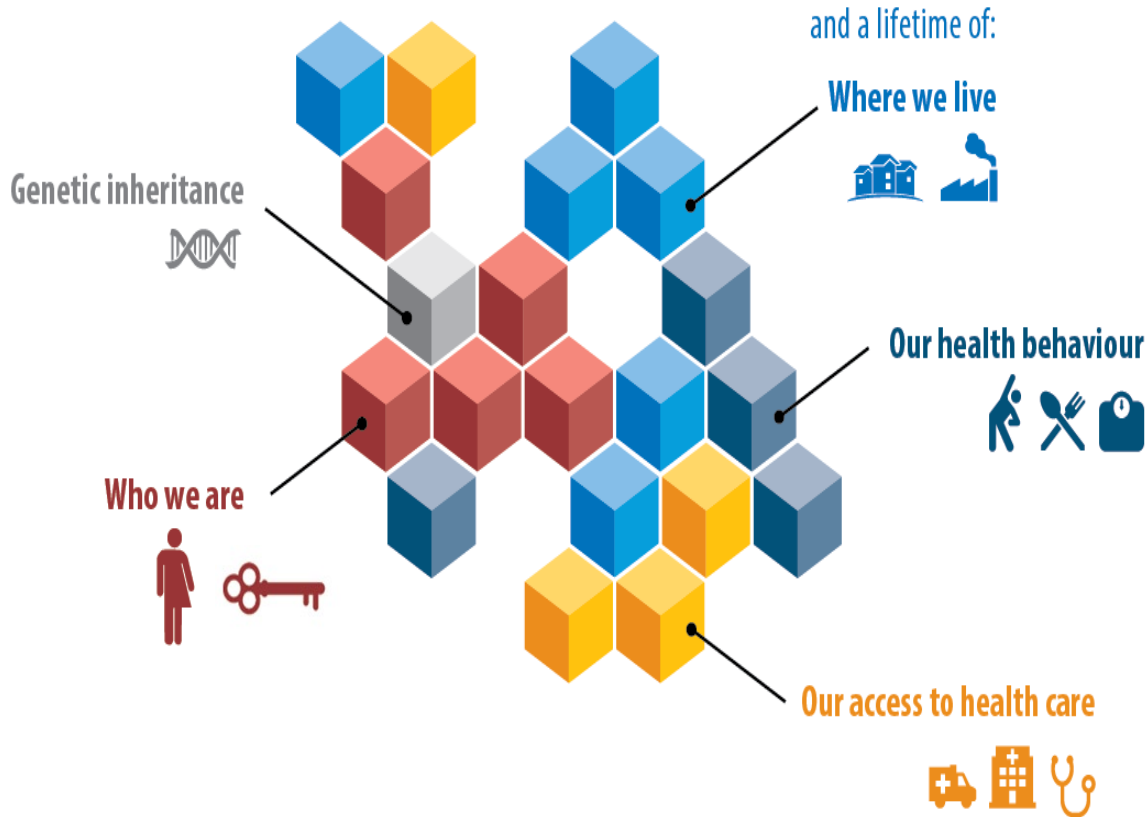 and a lifetime of:
Where we live
Genetic inheritance
Our health behaviour
Who we are
Our access to health care